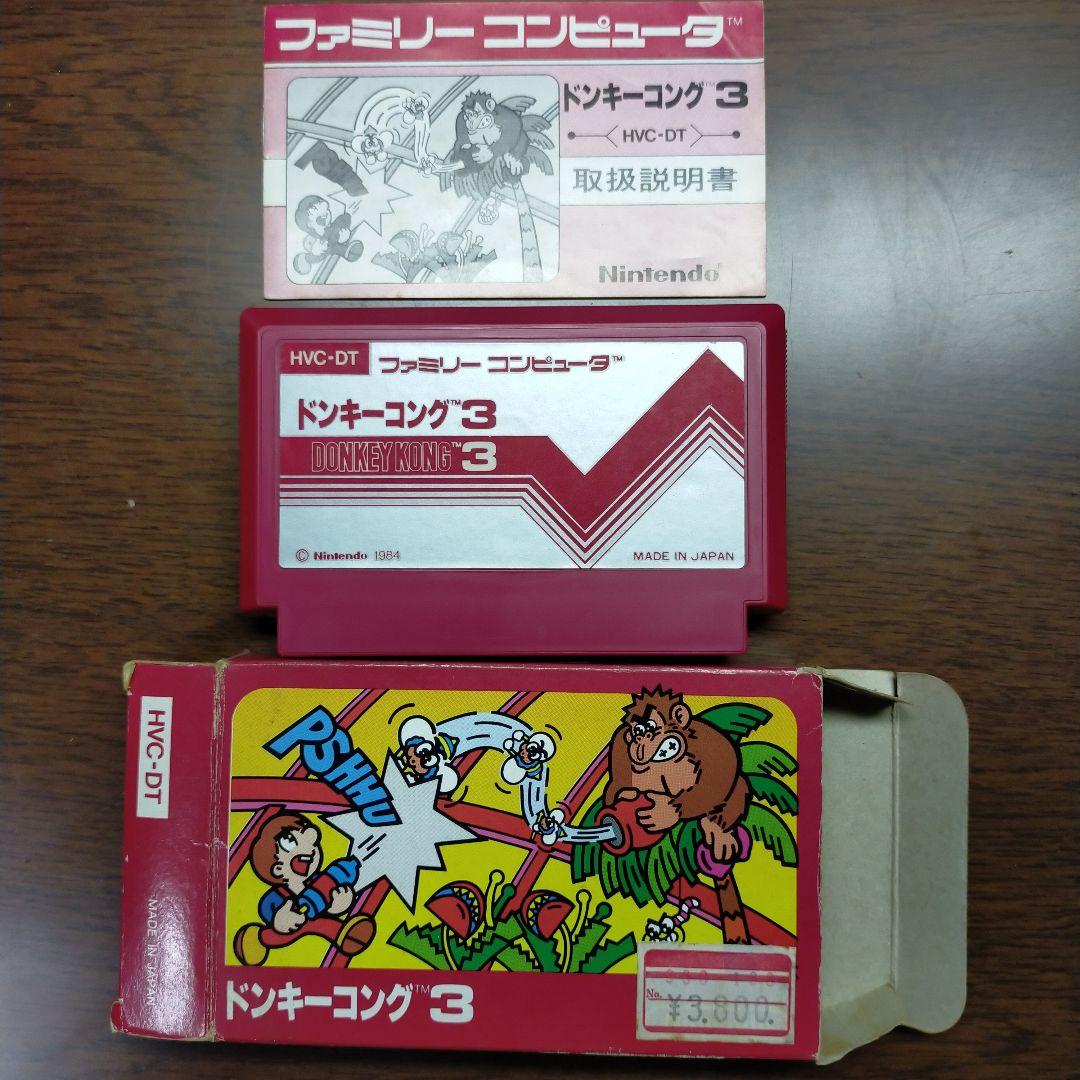 ファミリー コンピュータ™
ドンキーコング™3
HVC-DT
取扱説明書
Nintendo®
HVC-DT ファミリー コンピュータ™
ドンキーコング™3
DONKEY KONG™3
© Nintendo 1984
MADE IN JAPAN
HVC-DT
MADE IN JAPAN
PSHHU
ドンキーコング™3
No.
¥3,800.